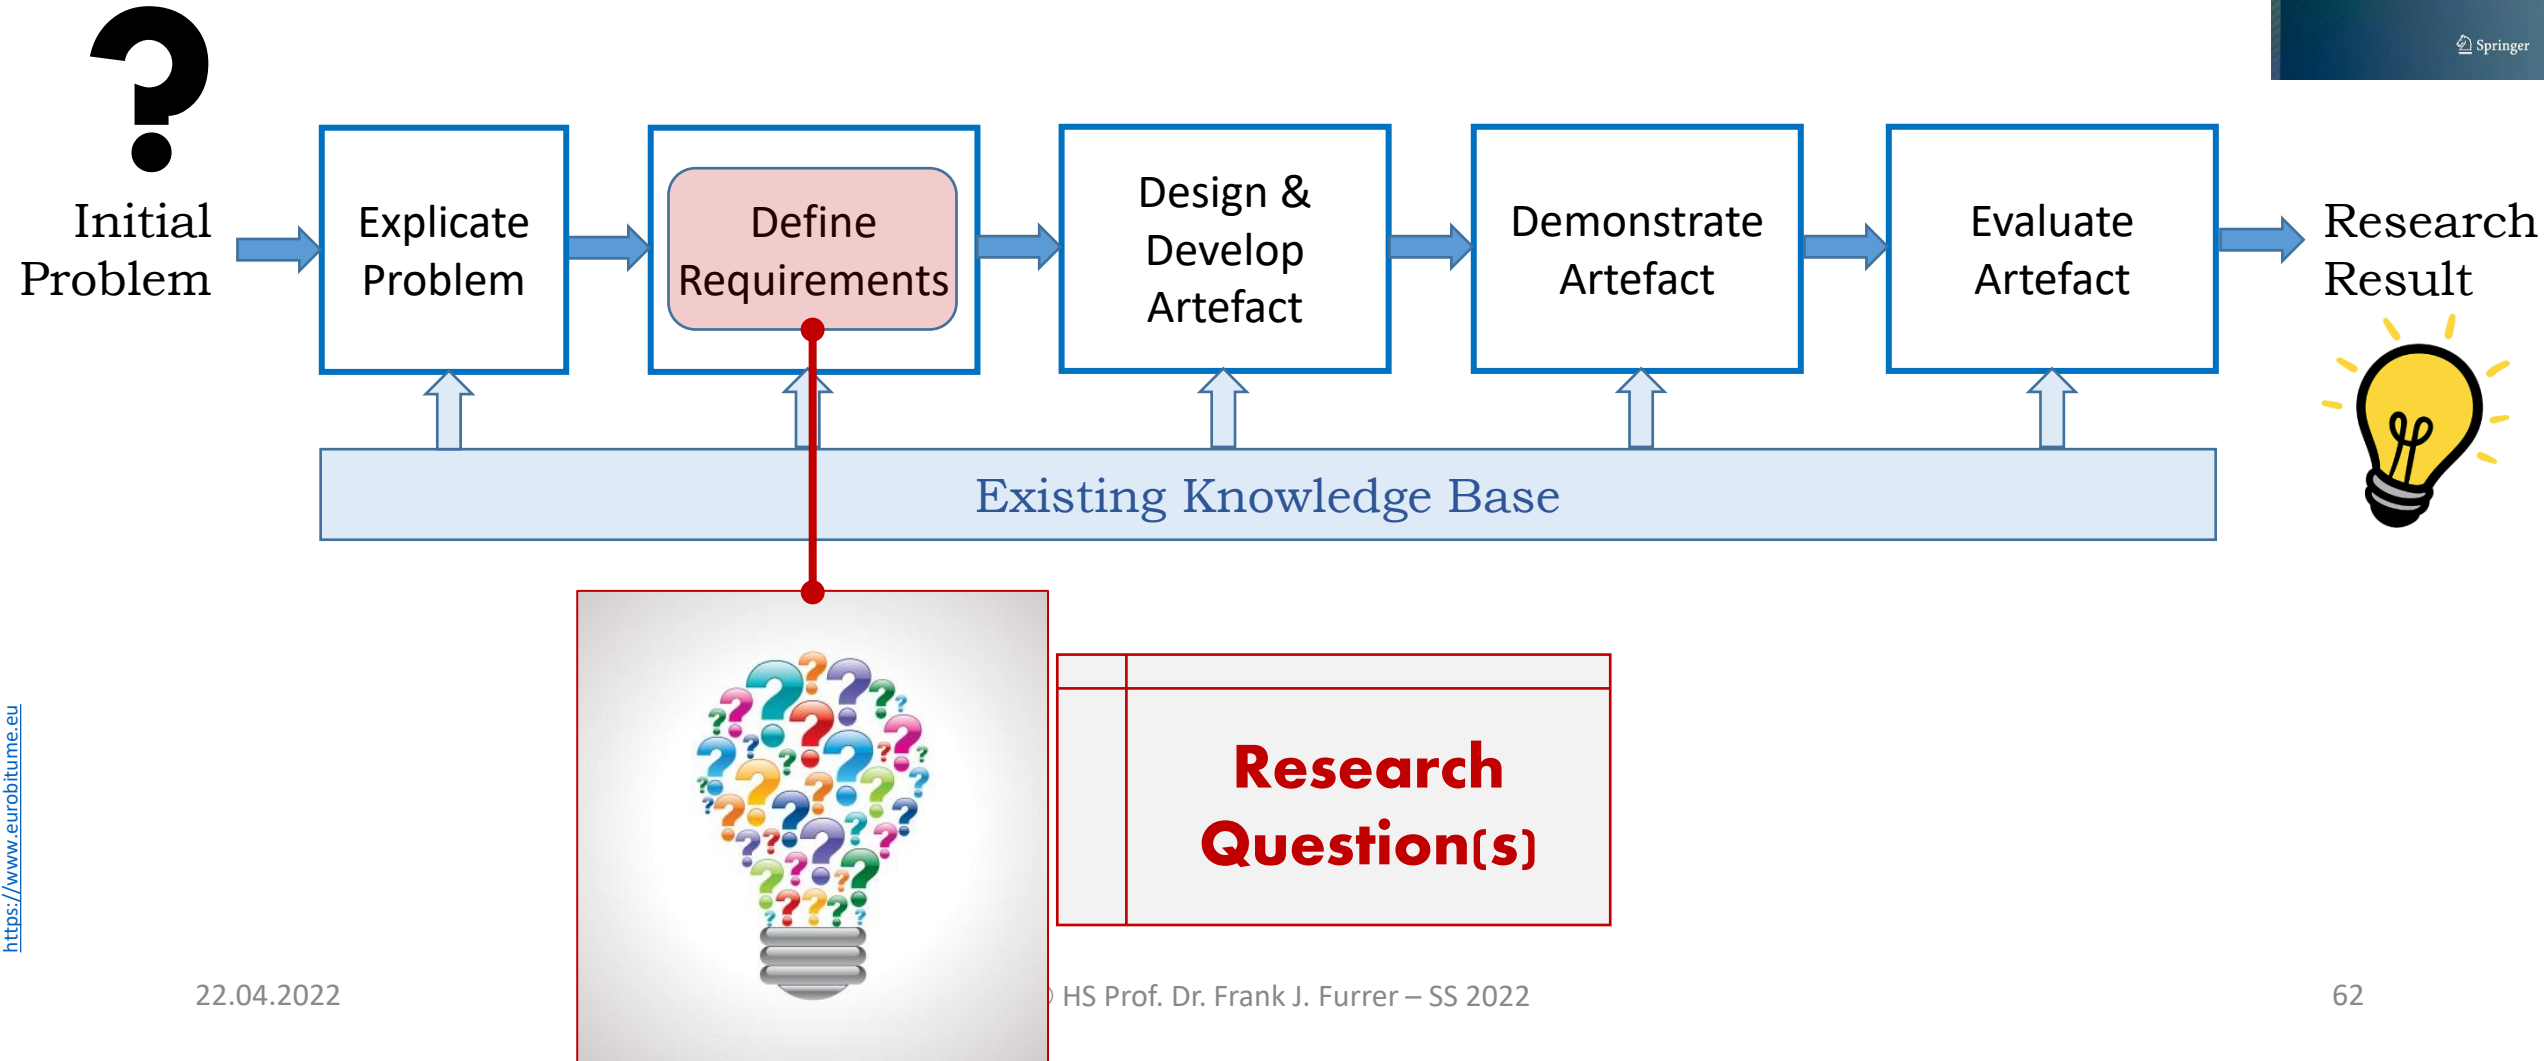 Springer
Initial
Problem
Explicate
Problem
Define
Requirements
Design &
Develop
Artefact
Demonstrate
Artefact
Evaluate
Artefact
Research
Result
Existing Knowledge Base
Research
Question(s)
https://www.eurobitume.eu
22.04.2022
HS Prof. Dr. Frank J. Furrer – SS 2022
62